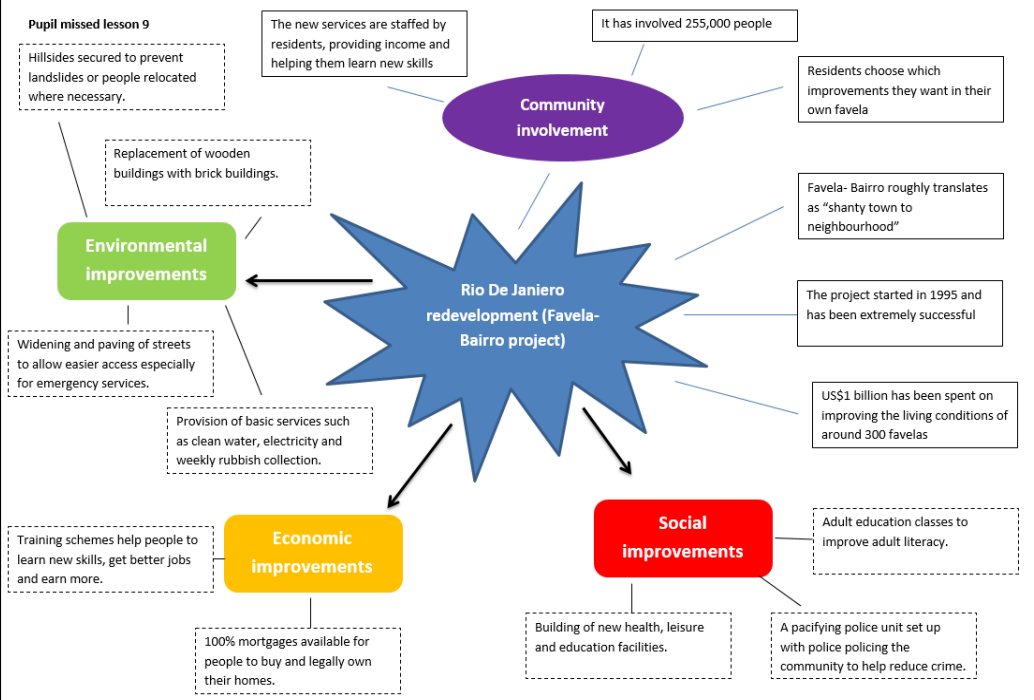 Pupil missed lesson 9
Hillsides secured to prevent
landslides or people relocated
where necessary.
Replacement of wooden
buildings with brick buildings.
Environmental
improvements
Widening and paving of streets
to allow easier access especially
for emergency services.
Provision of basic services such
as clean water, electricity and
weekly rubbish collection.
The new services are staffed by
residents, providing income and
helping them learn new skills
It has involved 255,000 people
Community
involvement
Residents choose which
improvements they want in their
own favela
Favela- Bairro roughly translates
as “shanty town to
neighbourhood”
Rio De Janiero
redevelopment (Favela-
Bairro project)
The project started in 1995 and
has been extremely successful
US$1 billion has been spent on
improving the living conditions of
around 300 favelas
Training schemes help people to
learn new skills, get better jobs
and earn more.
Economic
improvements
100% mortgages available for
people to buy and legally own
their homes.
Social
improvements
Adult education classes to
improve adult literacy.
Building of new health, leisure
and education facilities.
A pacifying police unit set up
with police policing the
community to help reduce crime.